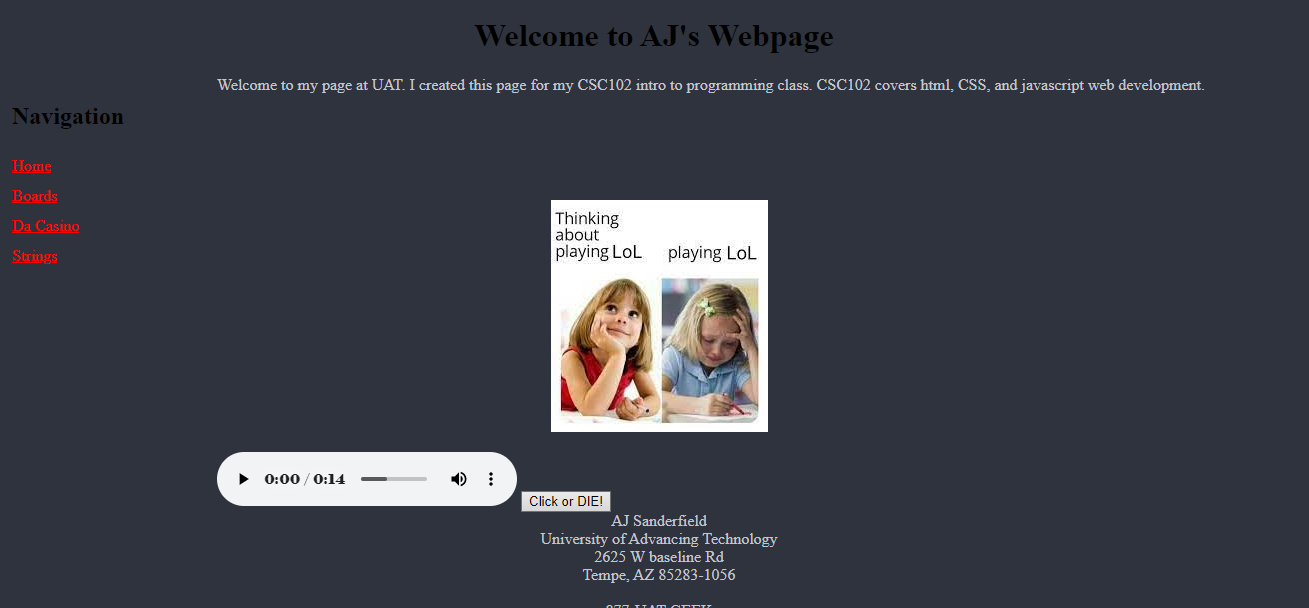 Welcome to AJ's Webpage
Welcome to my page at UAT. I created this page for my CSC102 intro to programming class. CSC102 covers html, CSS, and javascript web development.
Navigation
Home
Boards
Da Casino
Strings
Thinking
about
playing LoL
playing LoL
0:00 / 0:14
Click or DIE!
AJ Sanderfield
University of Advancing Technology
2625 W baseline Rd
Tempe, AZ 85283-1056
877-UAT-GEEK